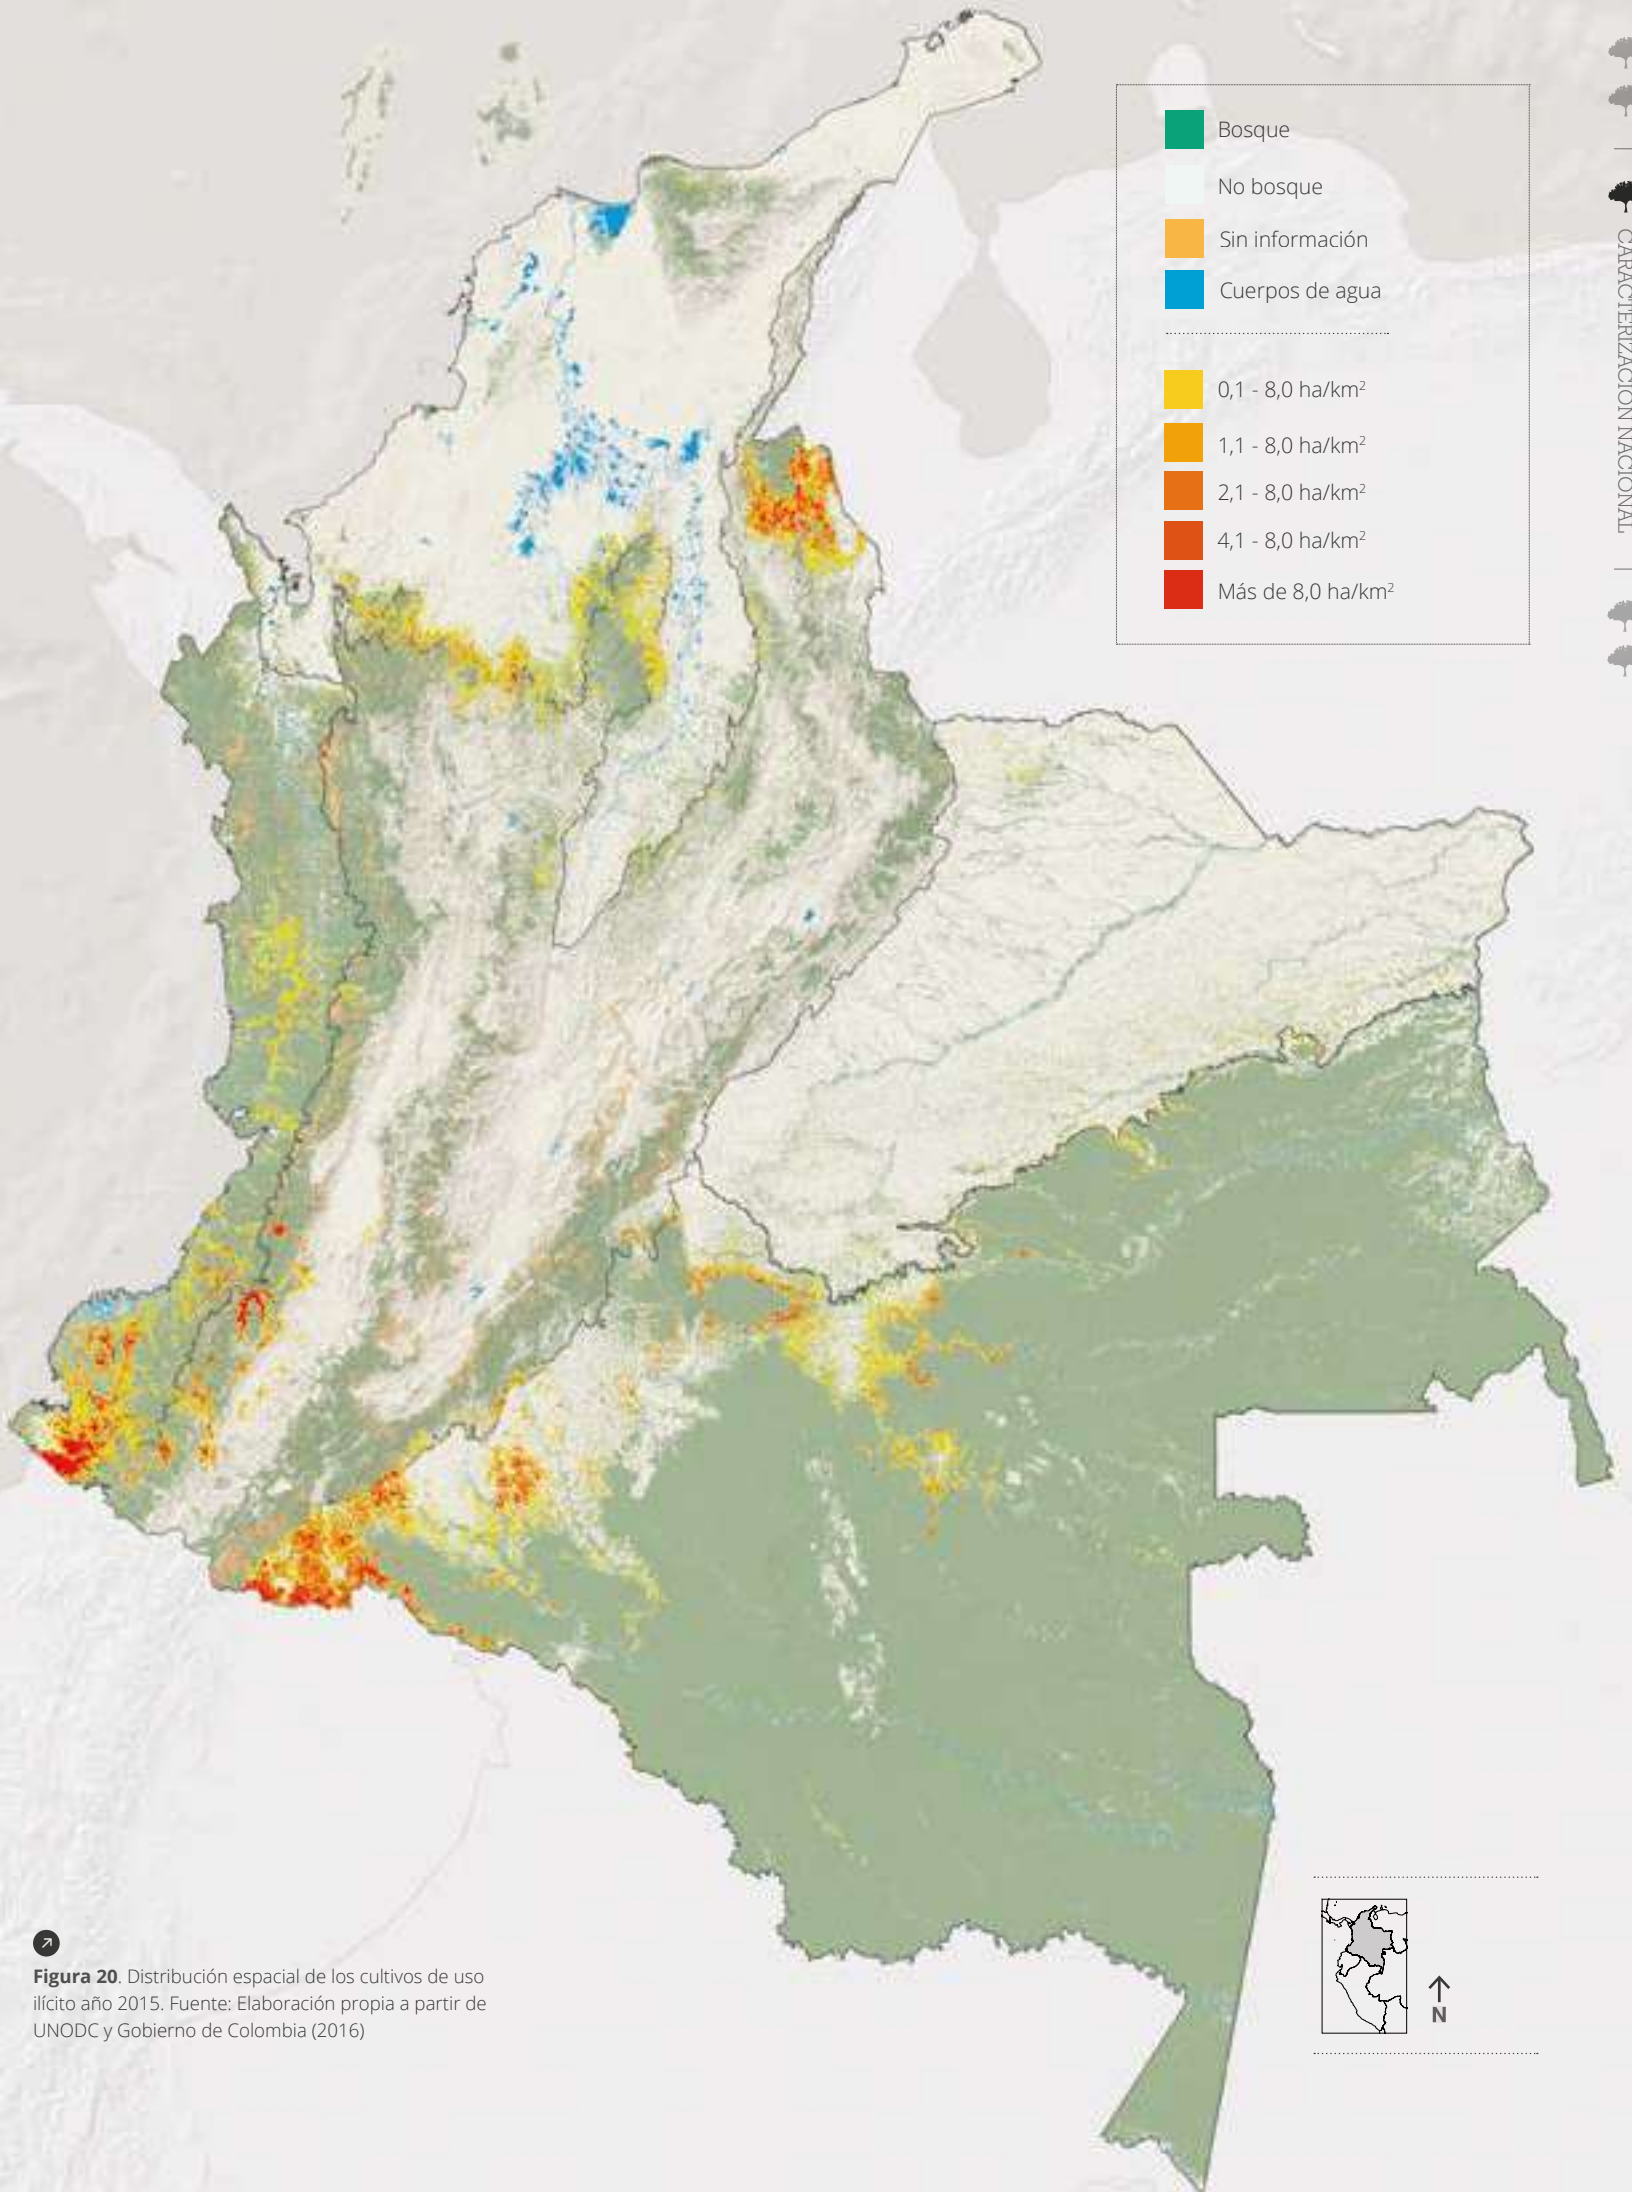 Bosque
No bosque
Sin información
Cuerpos de agua
0,1 - 8,0 ha/km²
1,1 - 8,0 ha/km²
2,1 - 8,0 ha/km²
4,1 - 8,0 ha/km²
Más de 8,0 ha/km²
CARACTERIZACIÓN NACIONAL
Figura 20. Distribución espacial de los cultivos de uso
ilícito año 2015. Fuente: Elaboración propia a partir de
UNODC y Gobierno de Colombia (2016)
N